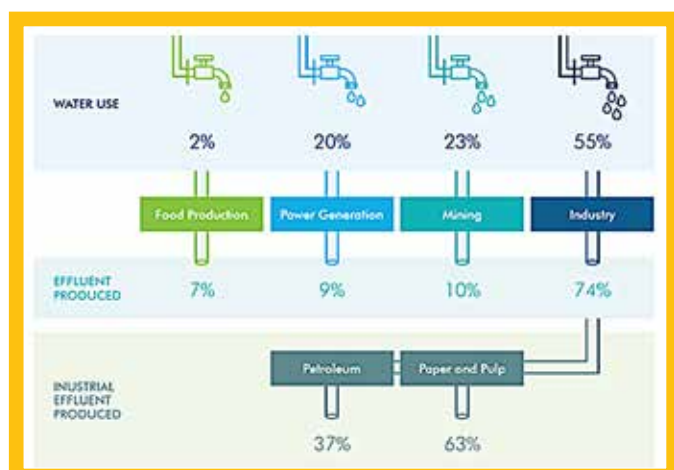 WATER USE
2% 20% 23% 55%
Food Production Power Generation Mining Industry
EFFLUENT
PRODUCED
7% 9% 10% 74%
Petroleum Paper and Pulp
INUSTRIAL
EFFLUENT
PRODUCED
37% 63%